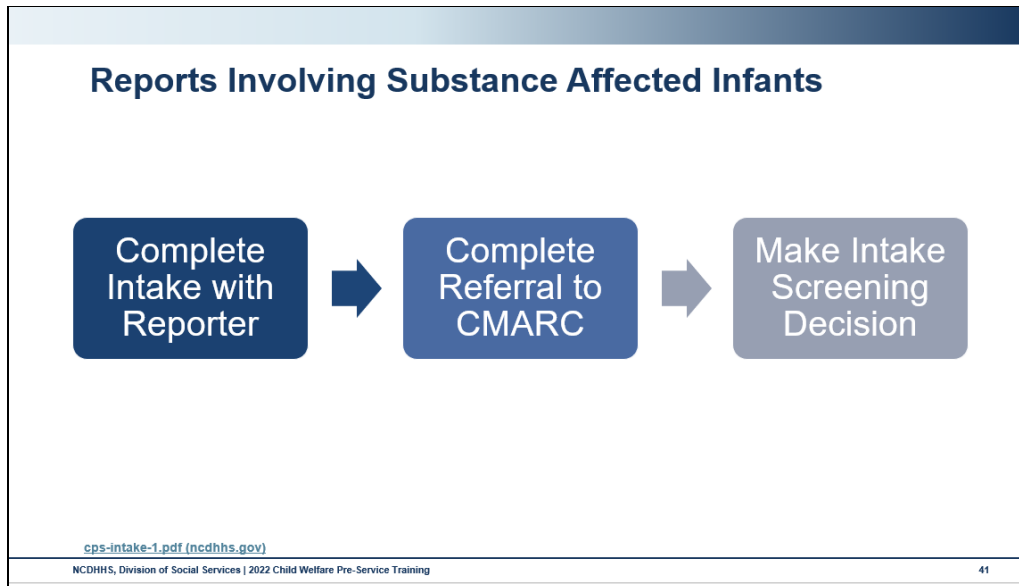 Reports Involving Substance Affected Infants
Complete
Intake with
Reporter
Complete
Referral to
CMARC
Make Intake
Screening
Decision
cps-intake-1.pdf (ncdhhs.gov)
NCDHHS, Division of Social Services | 2022 Child Welfare Pre-Service Training
41